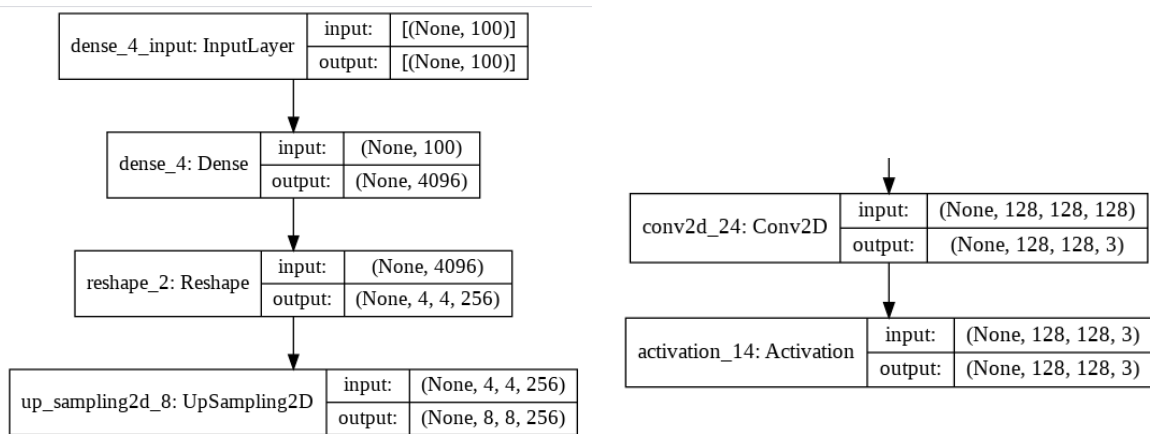 dense_4_input: InputLayer
input: [(None, 100)]
output: [(None, 100)]
dense_4: Dense
input: (None, 100)
output: (None, 4096)
reshape_2: Reshape
input: (None, 4096)
output: (None, 4, 4, 256)
up_sampling2d_8: UpSampling2D
input: (None, 4, 4, 256)
output: (None, 8, 8, 256)
conv2d_24: Conv2D
input: (None, 128, 128, 128)
output: (None, 128, 128, 3)
activation_14: Activation
input: (None, 128, 128, 3)
output: (None, 128, 128, 3)